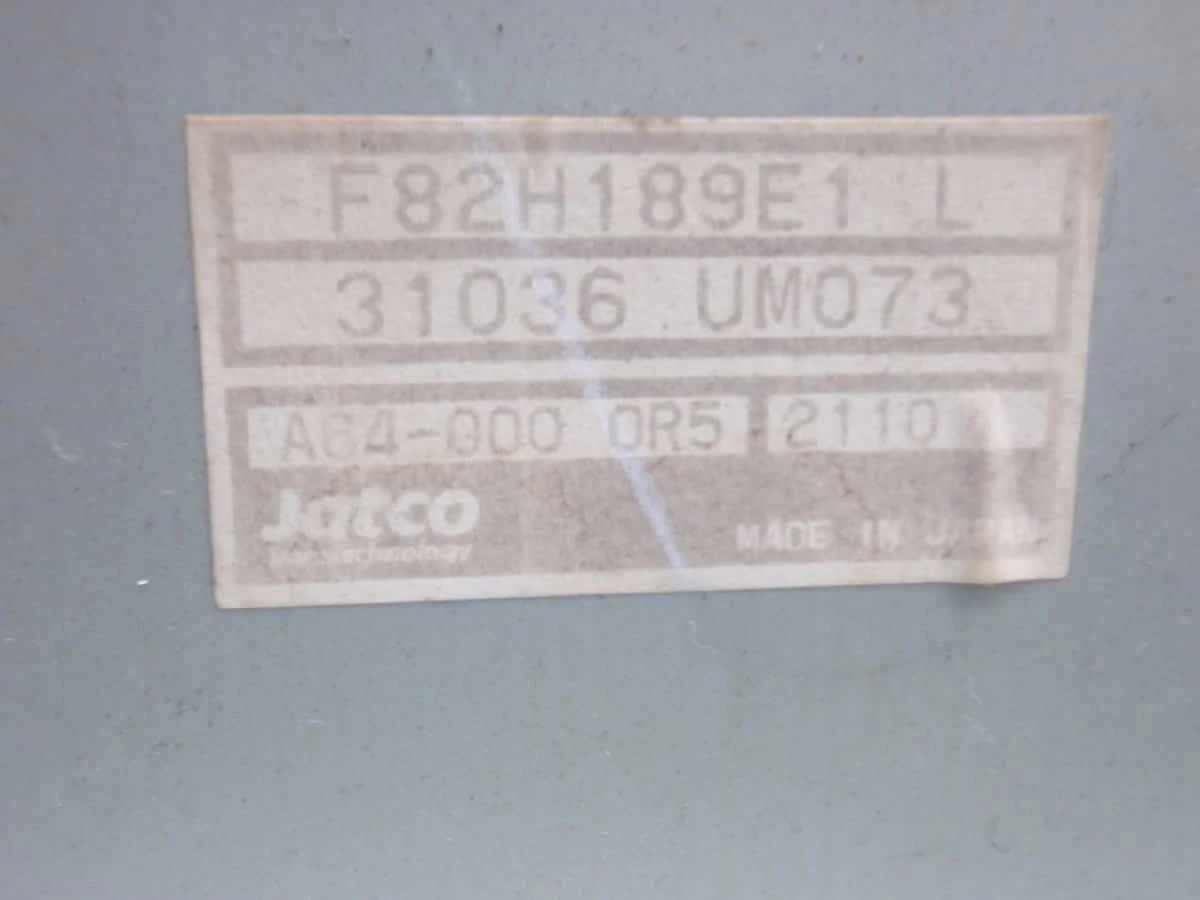 F82H189E1 L
31036 UM073
A64-000 0R5 2110
Jatco
MADE IN JAPAN